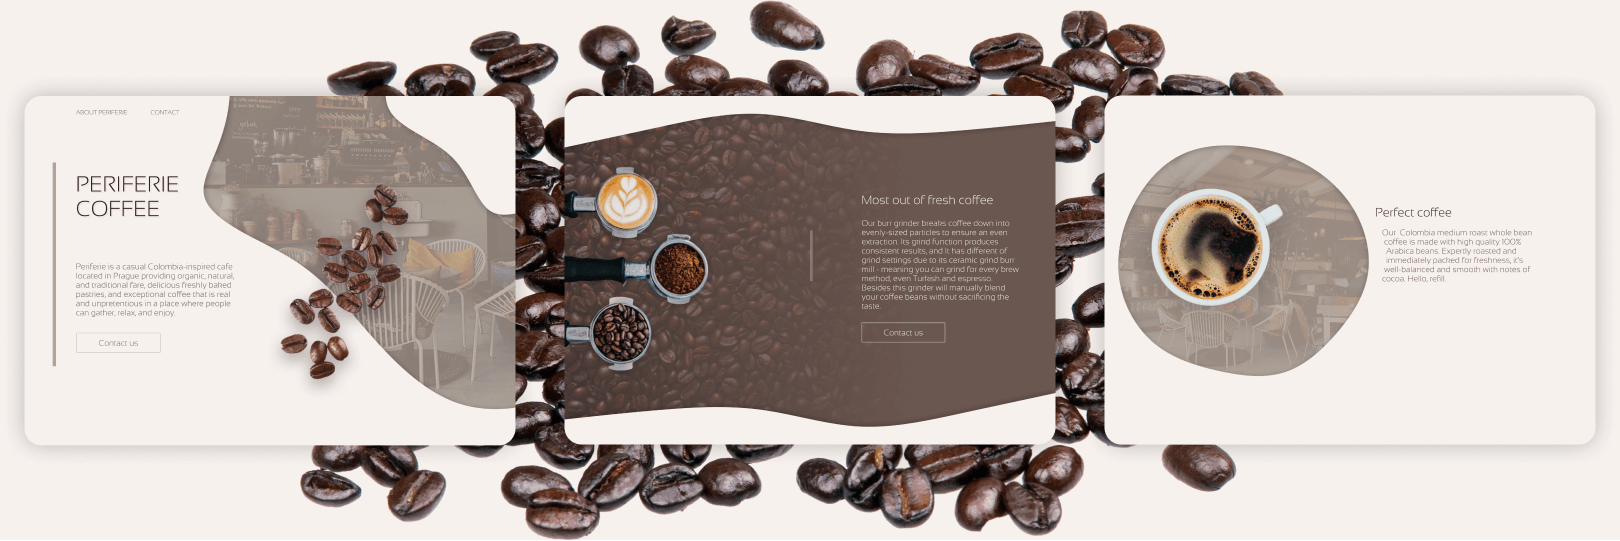 ABOUT PERIFERIE
CONTACT
PERIFERIE
COFFEE
Periferie is a casual Colombia-inspired cafe
located in Prague providing organic, natural,
and traditional fare, delicious freshly baked
pastries, and exceptional coffee that is real
and unpretentious in a place where people
can gather, relax, and enjoy.
Contact us
Most out of fresh coffee
Our burr grinder breaks coffee down into
evenly-sized particles to ensure an even
extraction. Its grind function produces
consistent results, and It has different of
grind settings due to its ceramic grind burr
mill - meaning you can grind for every brew
method, even Turkish and espresso.
Besides this grinder will manually blend
your coffee beans without sacrificing the
taste.
Contact us
Perfect coffee
Our Colombia medium roast whole bean
coffee is made with high quality 100%
Arabica beans. Expertly roasted and
immediately packed for freshness, it's
well-balanced and smooth with notes of
cocoa. Hello, refill.